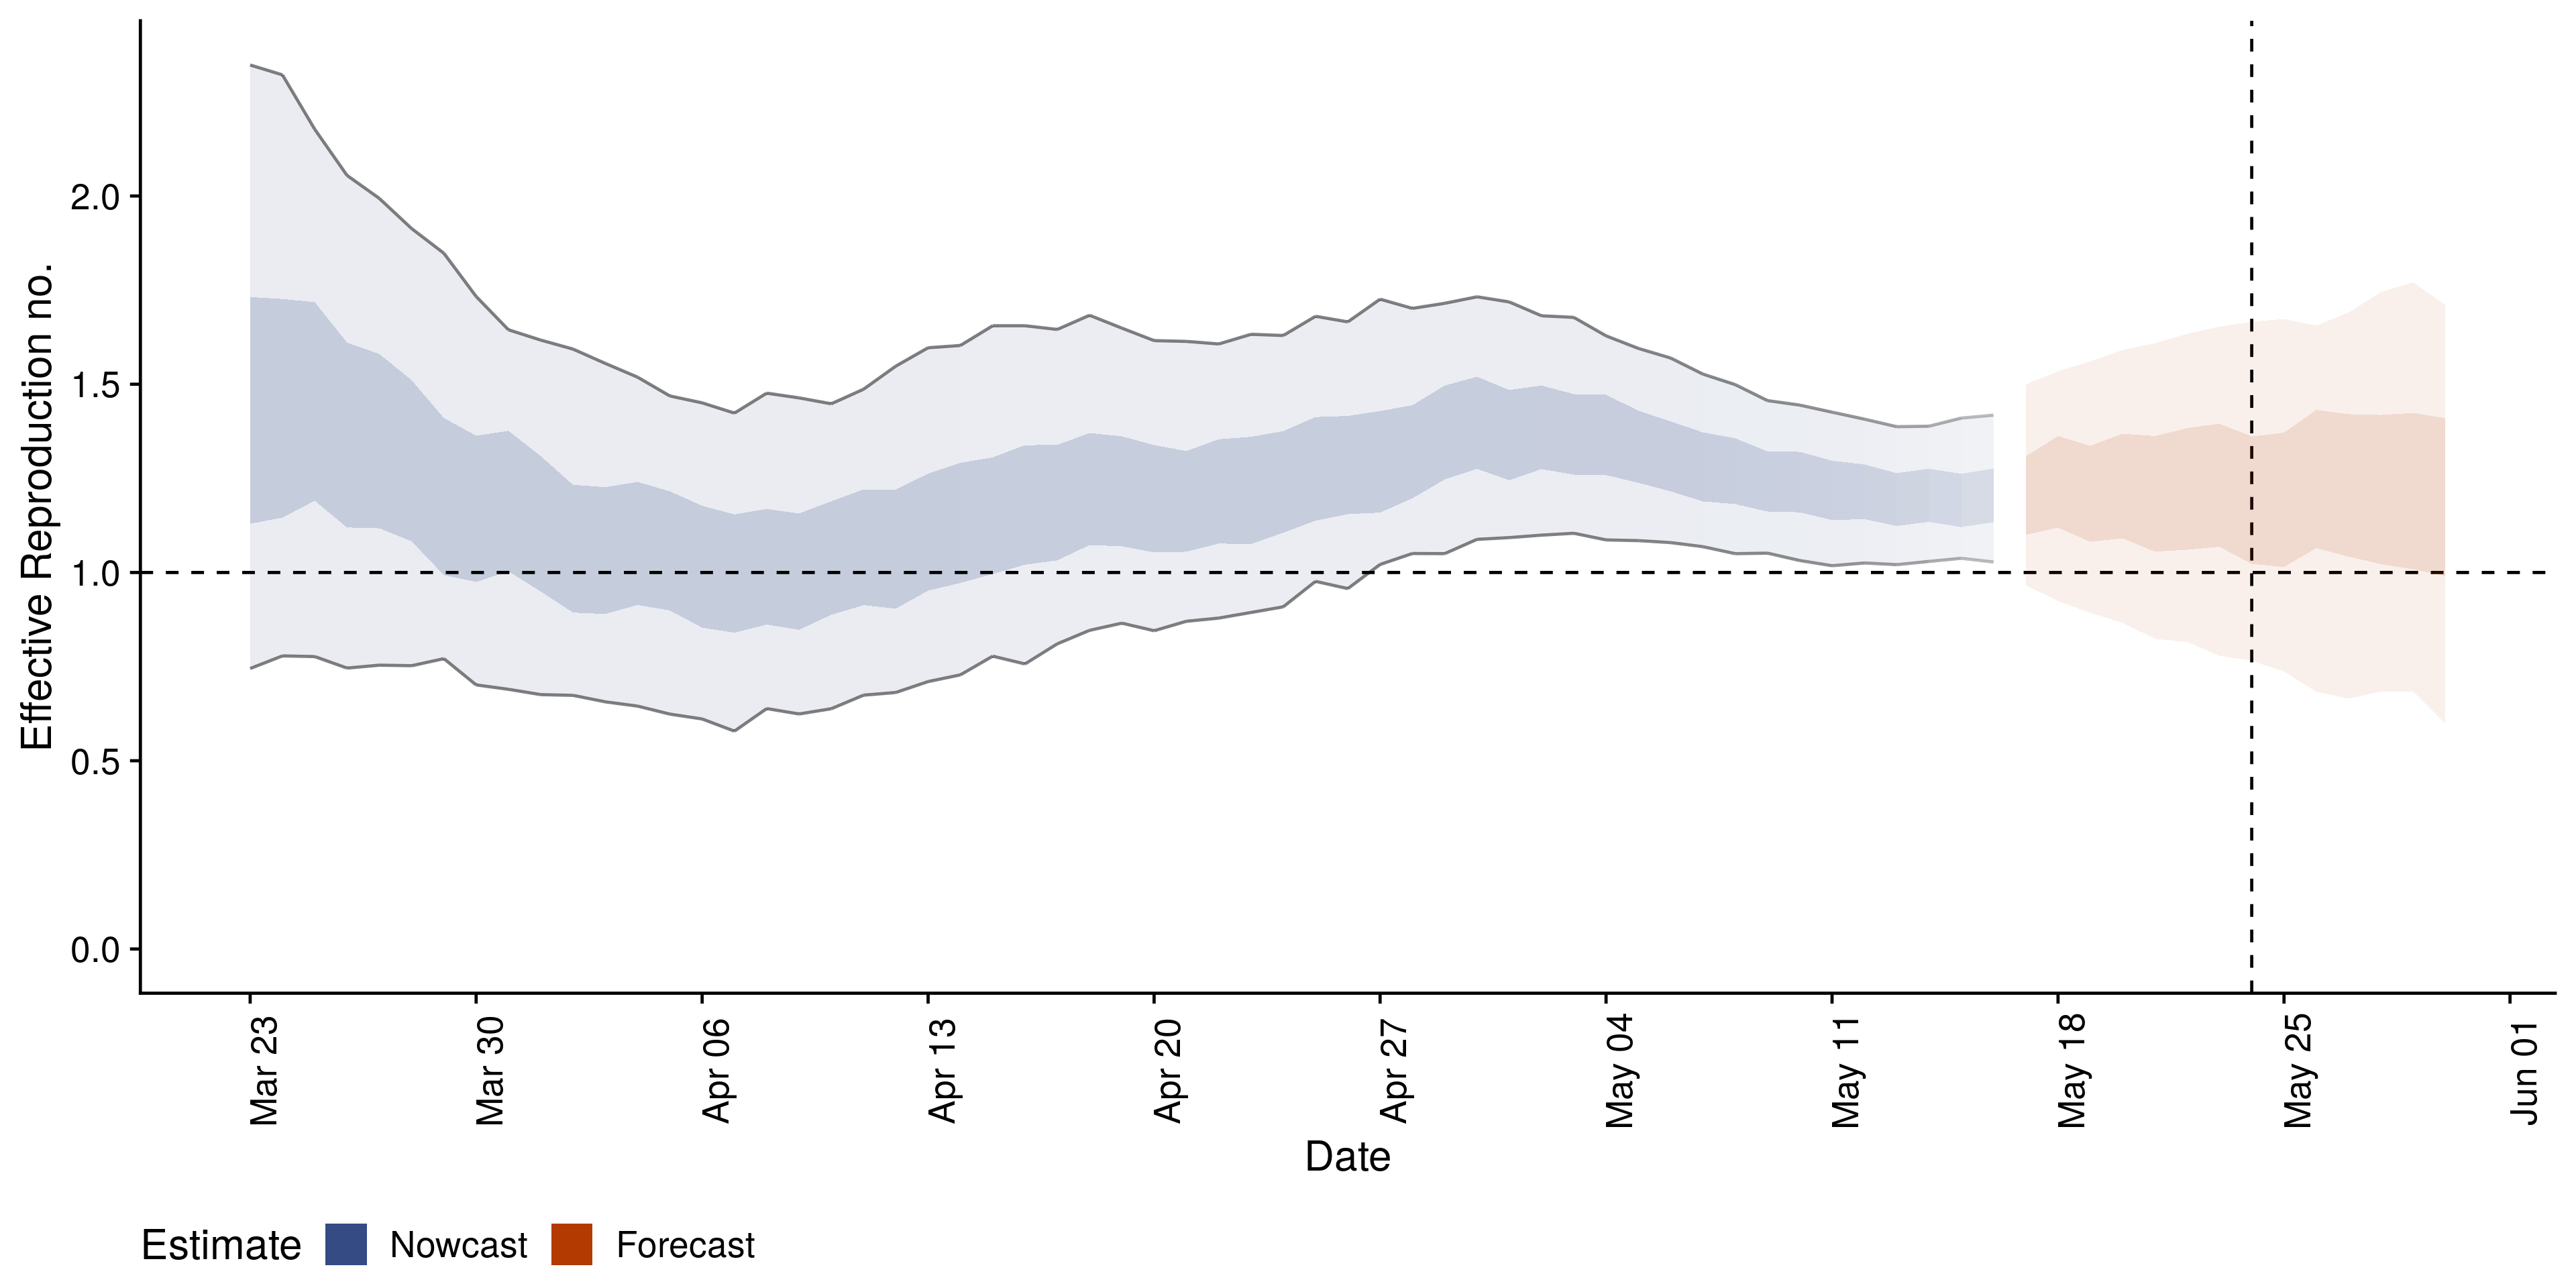 Effective Reproduction no.
2.0
1.5
1.0
0.5
0.0
Mar 23
Mar 30
Apr 06
Apr 13
Apr 20
Apr 27
May 04
May 11
May 18
May 25
Jun 01
Date
Estimate Nowcast Forecast